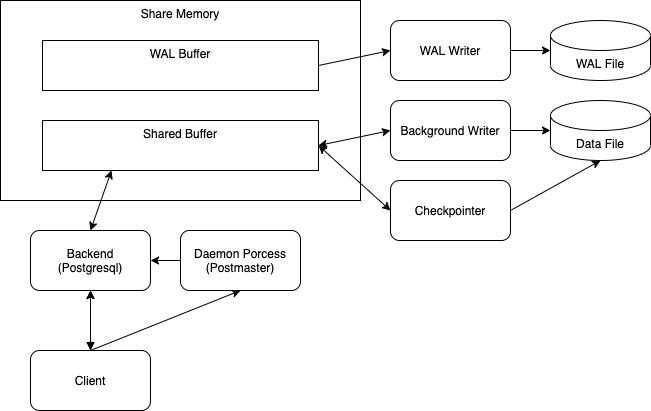 Share Memory
WAL Buffer
WAL Writer
WAL File
Shared Buffer
Background Writer
Data File
Checkpointer
Backend
(Postgresql)
Daemon Porcess
(Postmaster)
Client